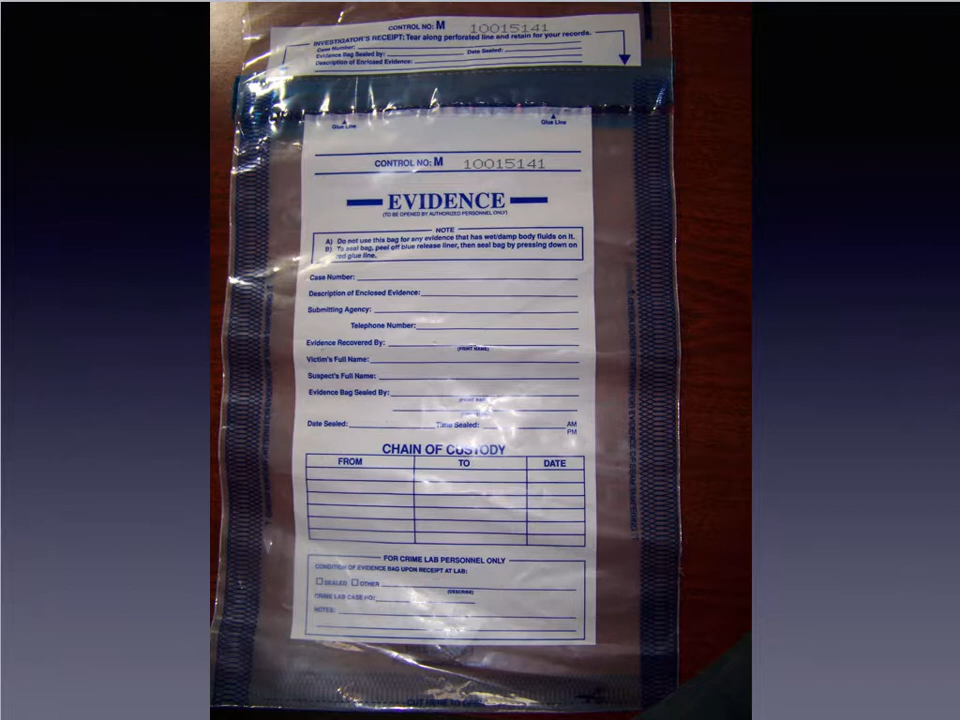 CONTROL NO: M 10015141
INVESTIGATOR'S RECEIPT: Tear along perforated line and retain for your records.
Case Number:
Evidence Bag Sealed by: Date Sealed:
Description of Enclosed Evidence:
Glue Line Glue Line
CONTROL NO: M 10015141
EVIDENCE
(TO BE OPENED BY AUTHORIZED PERSONNEL ONLY)
NOTE
A) Do not use this bag for any evidence that has wet/damp body fluids on it.
B) To seal bag, peel off blue release liner, then seal bag by pressing down on
red glue line.
Case Number:
Description of Enclosed Evidence:
Submitting Agency:
Telephone Number:
Evidence Recovered By:
(PRINT NAME)
Victim's Full Name:
Suspect's Full Name:
Evidence Bag Sealed By:
(PRINT NAME)
Date Sealed: Time Sealed: AM
PM
CHAIN OF CUSTODY
FROM TO DATE
FOR CRIME LAB PERSONNEL ONLY
CONDITION OF EVIDENCE BAG UPON RECEIPT AT LAB:
SEALED OTHER
(DESCRIBE)
CRIME LAB CASE NO:
NOTES:
CUT HERE TO OPEN